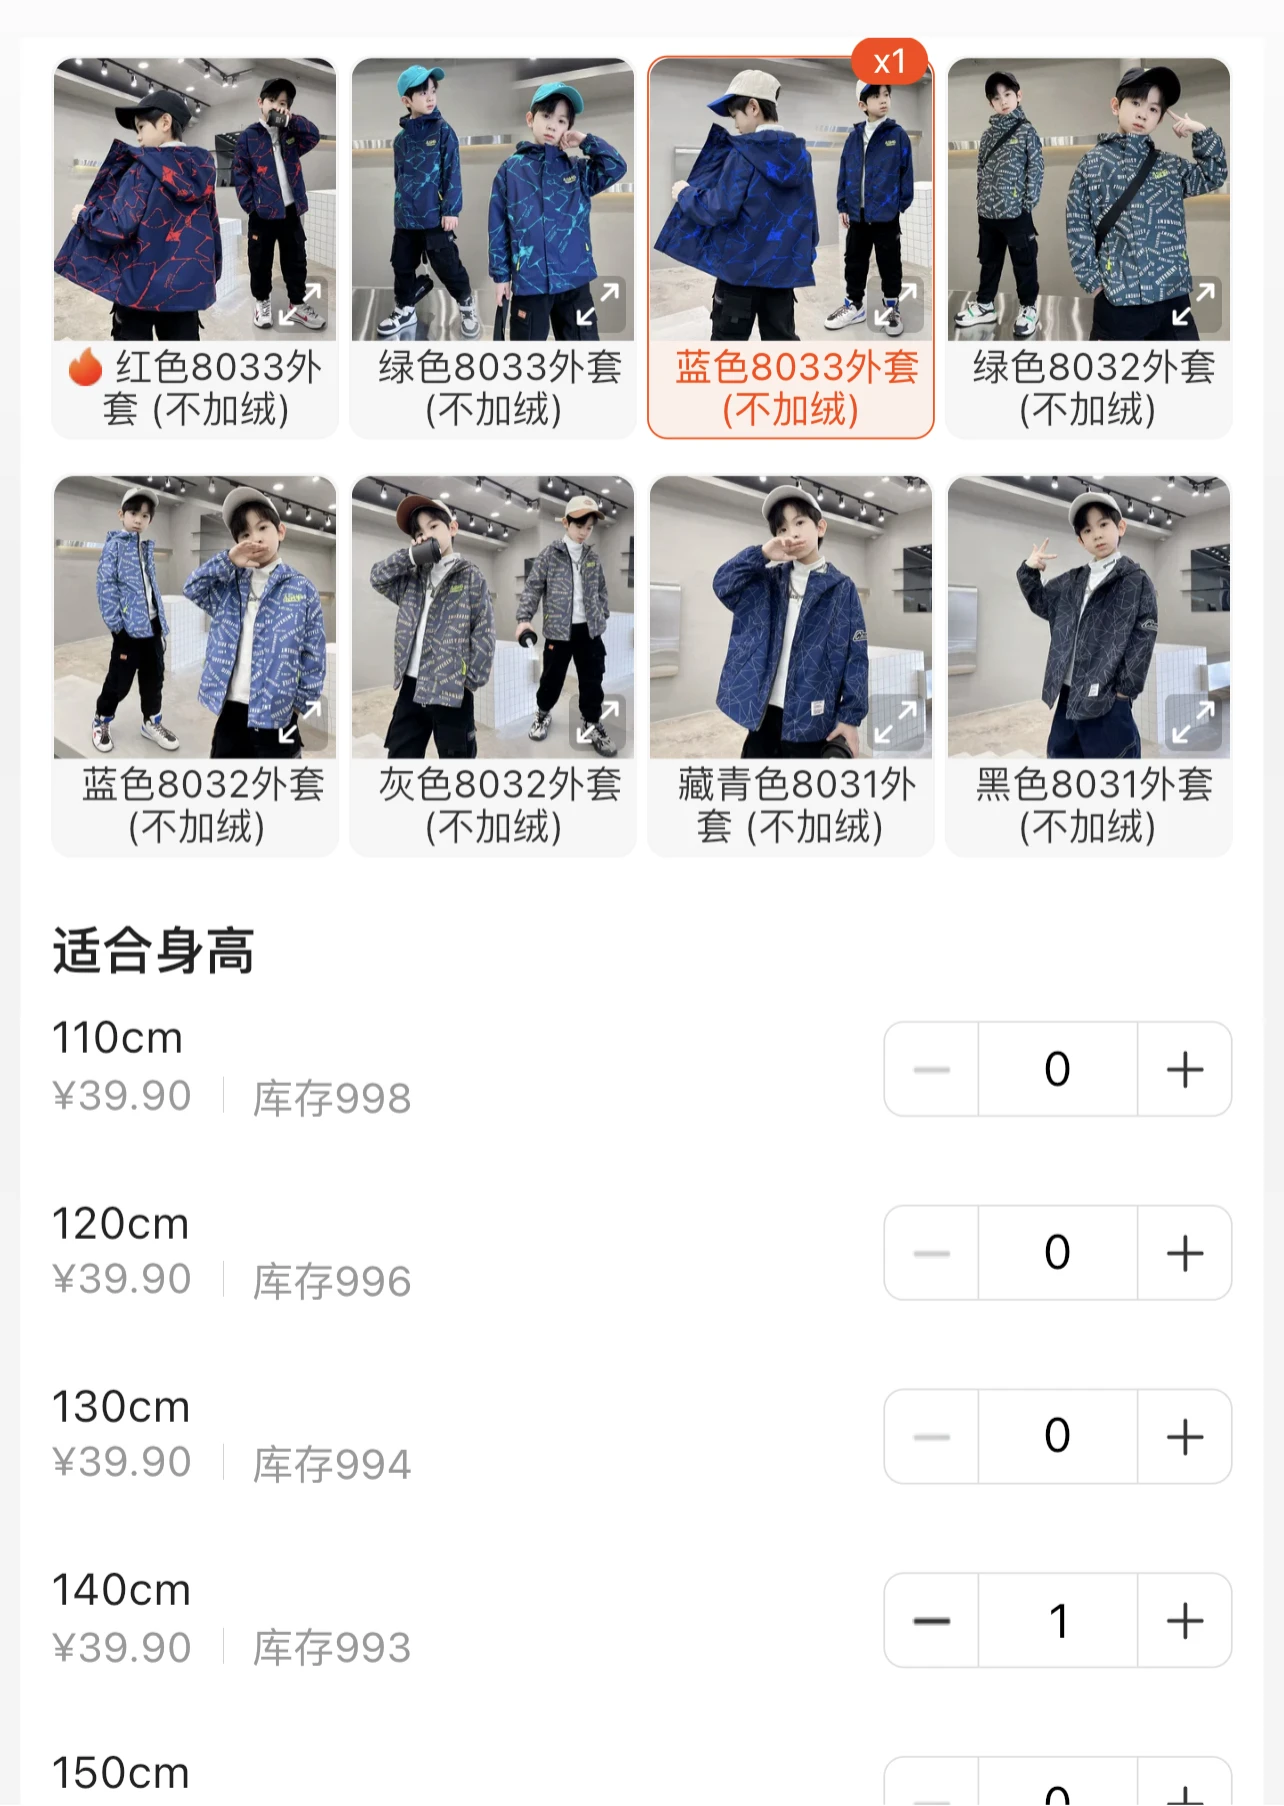 x1
🔥 红色8033外
套 (不加绒)
绿色8033外套
(不加绒)
蓝色8033外套
(不加绒)
绿色8032外套
(不加绒)
蓝色8032外套
(不加绒)
灰色8032外套
(不加绒)
藏青色8031外
套 (不加绒)
黑色8031外套
(不加绒)
适合身高
110cm
¥39.90 库存998
0
120cm
¥39.90 库存996
0
130cm
¥39.90 库存994
0
140cm
¥39.90 库存993
1
150cm
0